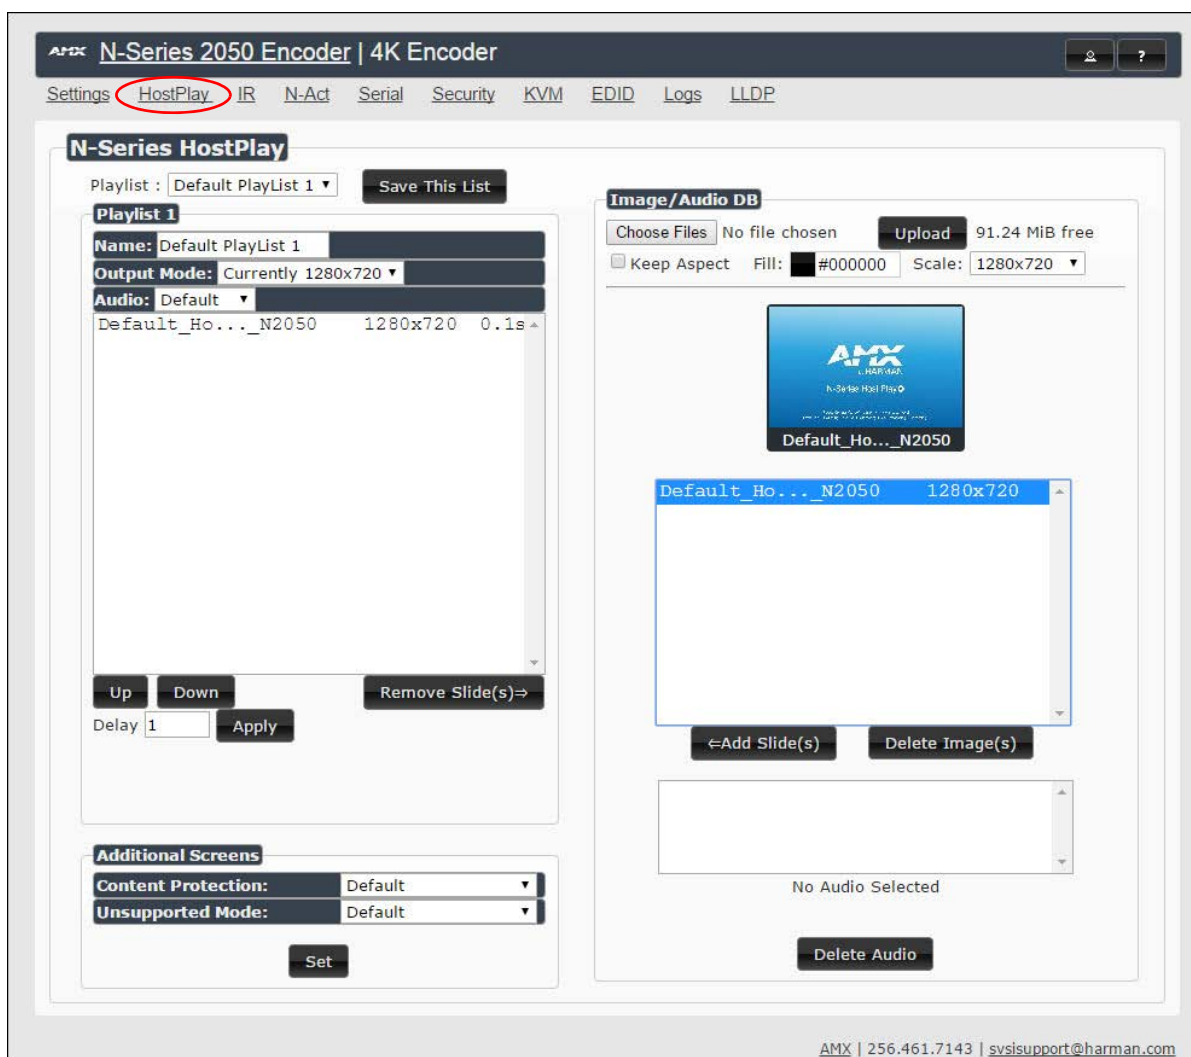 AMX N-Series 2050 Encoder | 4K Encoder
?
Settings HostPlay IR N-Act Serial Security KVM EDID Logs LLDP
N-Series HostPlay
Playlist : Default PlayList 1 Save This List
Playlist 1
Name: Default PlayList 1
Output Mode: Currently 1280x720
Audio: Default
Default_Ho..._N2050 1280x720 0.1s
Up Down Remove Slide(s)⇒
Delay 1 Apply
Additional Screens
Content Protection: Default
Unsupported Mode: Default
Set
Image/Audio DB
Choose Files No file chosen Upload 91.24 MiB free
Keep Aspect Fill: #000000 Scale: 1280x720
AMX
by HARMAN
N-Series Host Play
Default_Ho..._N2050
Default_Ho..._N2050 1280x720
⇐Add Slide(s) Delete Image(s)
No Audio Selected
Delete Audio
AMX | 256.461.7143 | svsisupport@harman.com